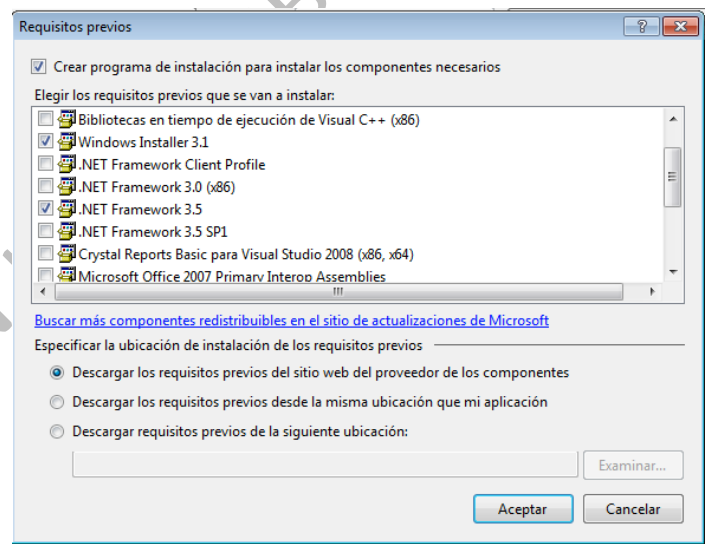 Requisitos previos
Crear programa de instalación para instalar los componentes necesarios
Elegir los requisitos previos que se van a instalar:
Bibliotecas en tiempo de ejecución de Visual C++ (x86)
Windows Installer 3.1
.NET Framework Client Profile
.NET Framework 3.0 (x86)
.NET Framework 3.5
.NET Framework 3.5 SP1
Crystal Reports Basic para Visual Studio 2008 (x86, x64)
Microsoft Office 2007 Primary Interop Assemblies
Buscar más componentes redistribuibles en el sitio de actualizaciones de Microsoft
Especificar la ubicación de instalación de los requisitos previos
Descargar los requisitos previos del sitio web del proveedor de los componentes
Descargar los requisitos previos desde la misma ubicación que mi aplicación
Descargar requisitos previos de la siguiente ubicación:
Examinar...
Aceptar Cancelar